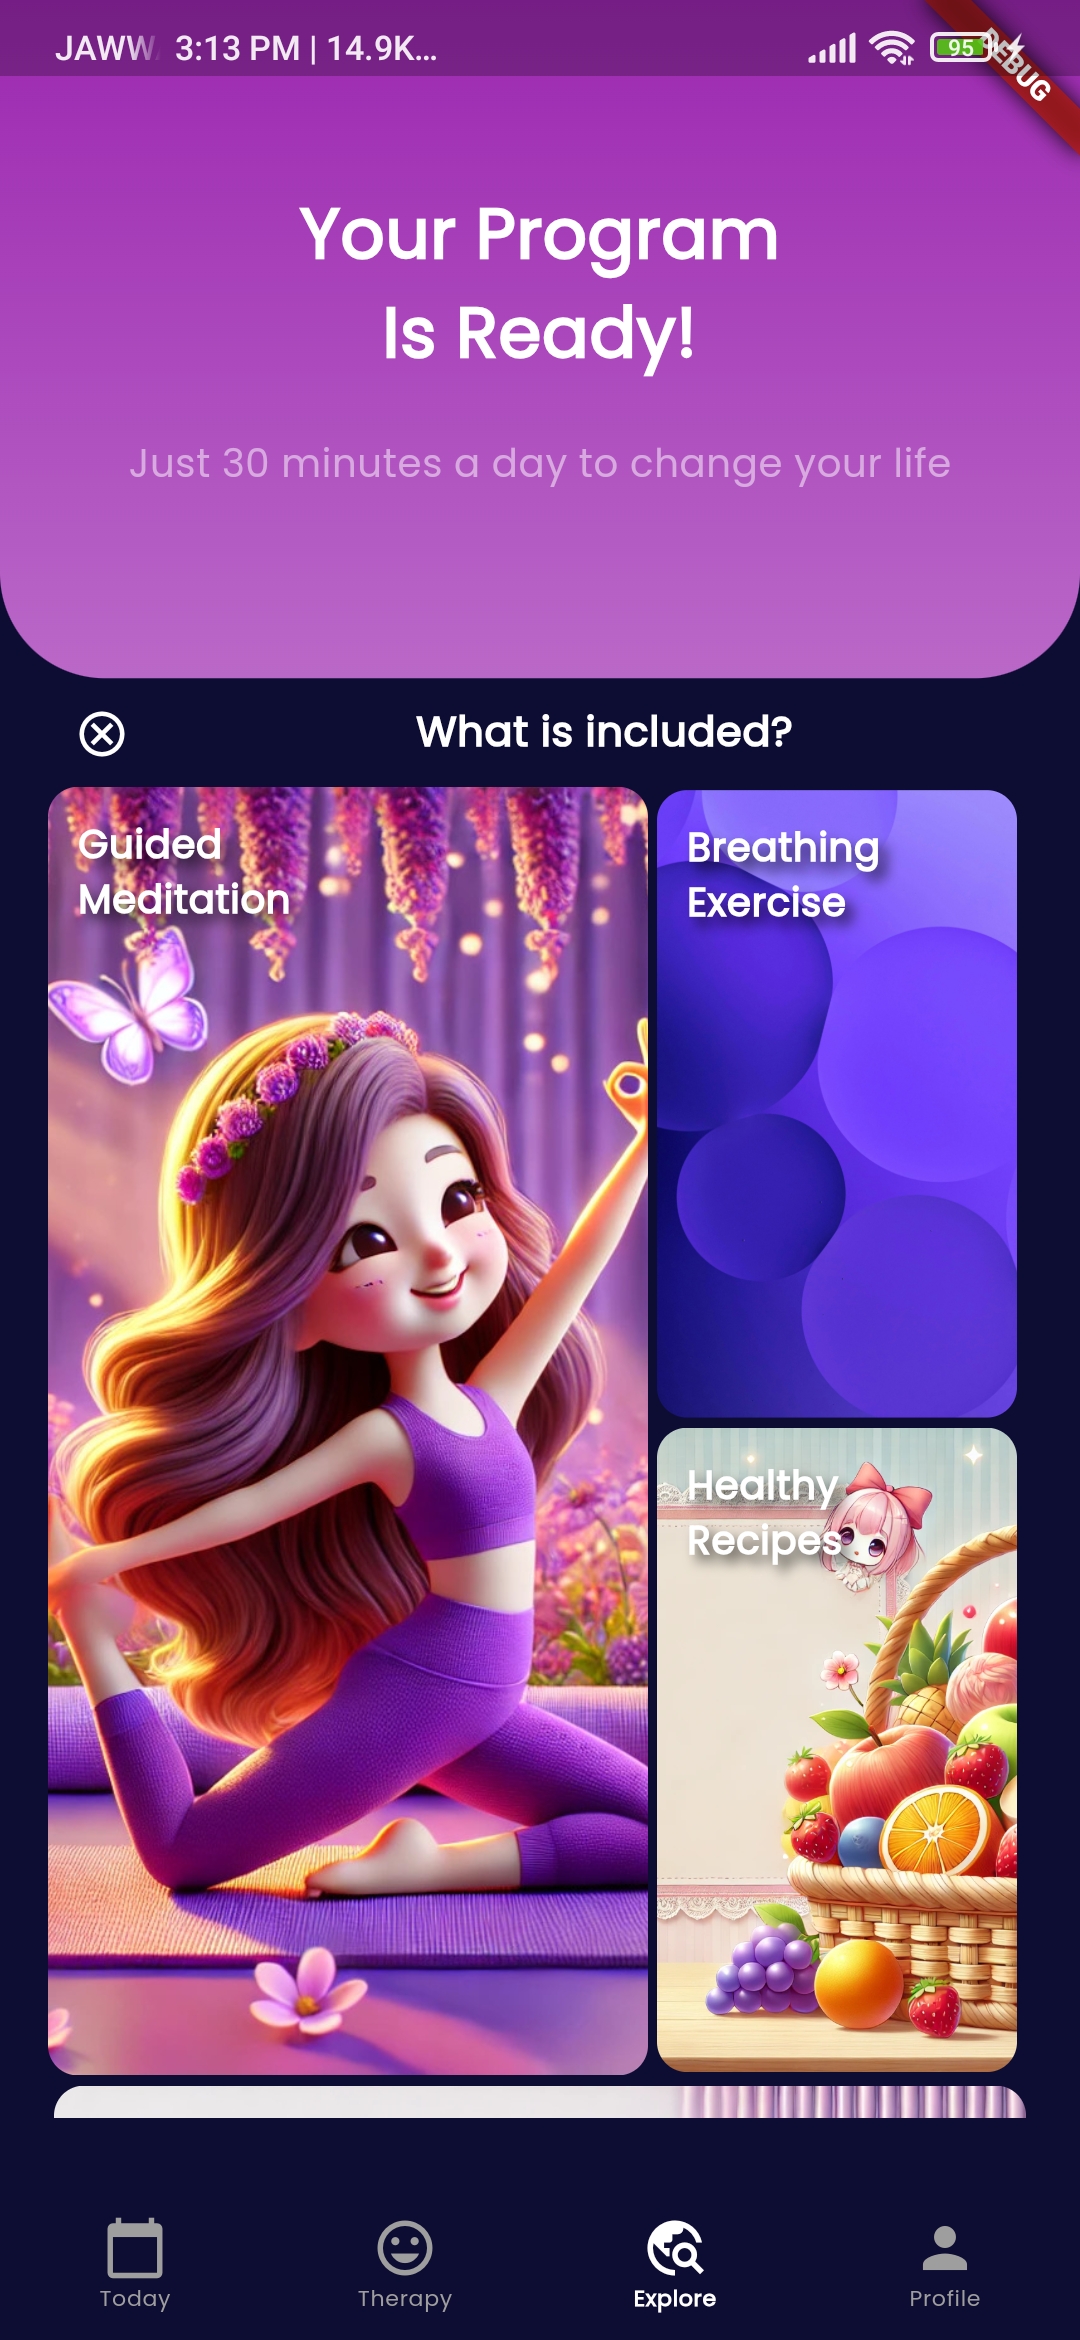 JAWW 3:13 PM | 14.9K...
95
DEBUG
Your Program
Is Ready!
Just 30 minutes a day to change your life
What is included?
Guided
Meditation
Breathing
Exercise
Healthy
Recipes
Today
Therapy
Explore
Profile